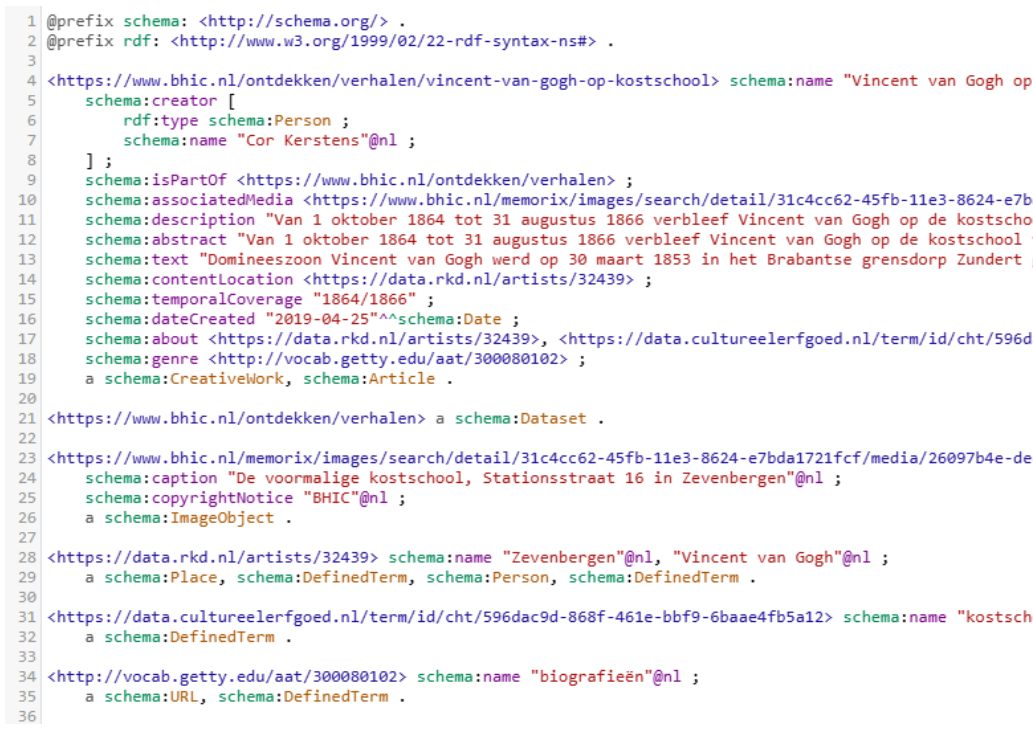 1 @prefix schema: <http://schema.org/> .
2 @prefix rdf: <http://www.w3.org/1999/02/22-rdf-syntax-ns#> .
3
4 <https://www.bhic.nl/ontdekken/verhalen/vincent-van-gogh-op-kostschool> schema:name "Vincent van Gogh op
5 schema:creator [
6 rdf:type schema:Person ;
7 schema:name "Cor Kerstens"@nl ;
8 ] ;
9 schema:isPartOf <https://www.bhic.nl/ontdekken/verhalen> ;
10 schema:associatedMedia <https://www.bhic.nl/memorix/images/search/detail/31c4cc62-45fb-11e3-8624-e7b
11 schema:description "Van 1 oktober 1864 tot 31 augustus 1866 verbleef Vincent van Gogh op de kostscho
12 schema:abstract "Van 1 oktober 1864 tot 31 augustus 1866 verbleef Vincent van Gogh op de kostschool
13 schema:text "Domineeszoon Vincent van Gogh werd op 30 maart 1853 in het Brabantse grensdorp Zundert
14 schema:contentLocation <https://data.rkd.nl/artists/32439> ;
15 schema:temporalCoverage "1864/1866" ;
16 schema:dateCreated "2019-04-25"^^schema:Date ;
17 schema:about <https://data.rkd.nl/artists/32439>, <https://data.cultureelerfgoed.nl/term/id/cht/596d
18 schema:genre <http://vocab.getty.edu/aat/300080102> ;
19 a schema:CreativeWork, schema:Article .
20
21 <https://www.bhic.nl/ontdekken/verhalen> a schema:Dataset .
22
23 <https://www.bhic.nl/memorix/images/search/detail/31c4cc62-45fb-11e3-8624-e7bda1721fcf/media/26097b4e-de
24 schema:caption "De voormalige kostschool, Stationsstraat 16 in Zevenbergen"@nl ;
25 schema:copyrightNotice "BHIC"@nl ;
26 a schema:ImageObject .
27
28 <https://data.rkd.nl/artists/32439> schema:name "Zevenbergen"@nl, "Vincent van Gogh"@nl ;
29 a schema:Place, schema:DefinedTerm, schema:Person, schema:DefinedTerm .
30
31 <https://data.cultureelerfgoed.nl/term/id/cht/596dac9d-868f-461e-bbf9-6baae4fb5a12> schema:name "kostsch
32 a schema:DefinedTerm .
33
34 <http://vocab.getty.edu/aat/300080102> schema:name "biografieën"@nl ;
35 a schema:URL, schema:DefinedTerm .
36